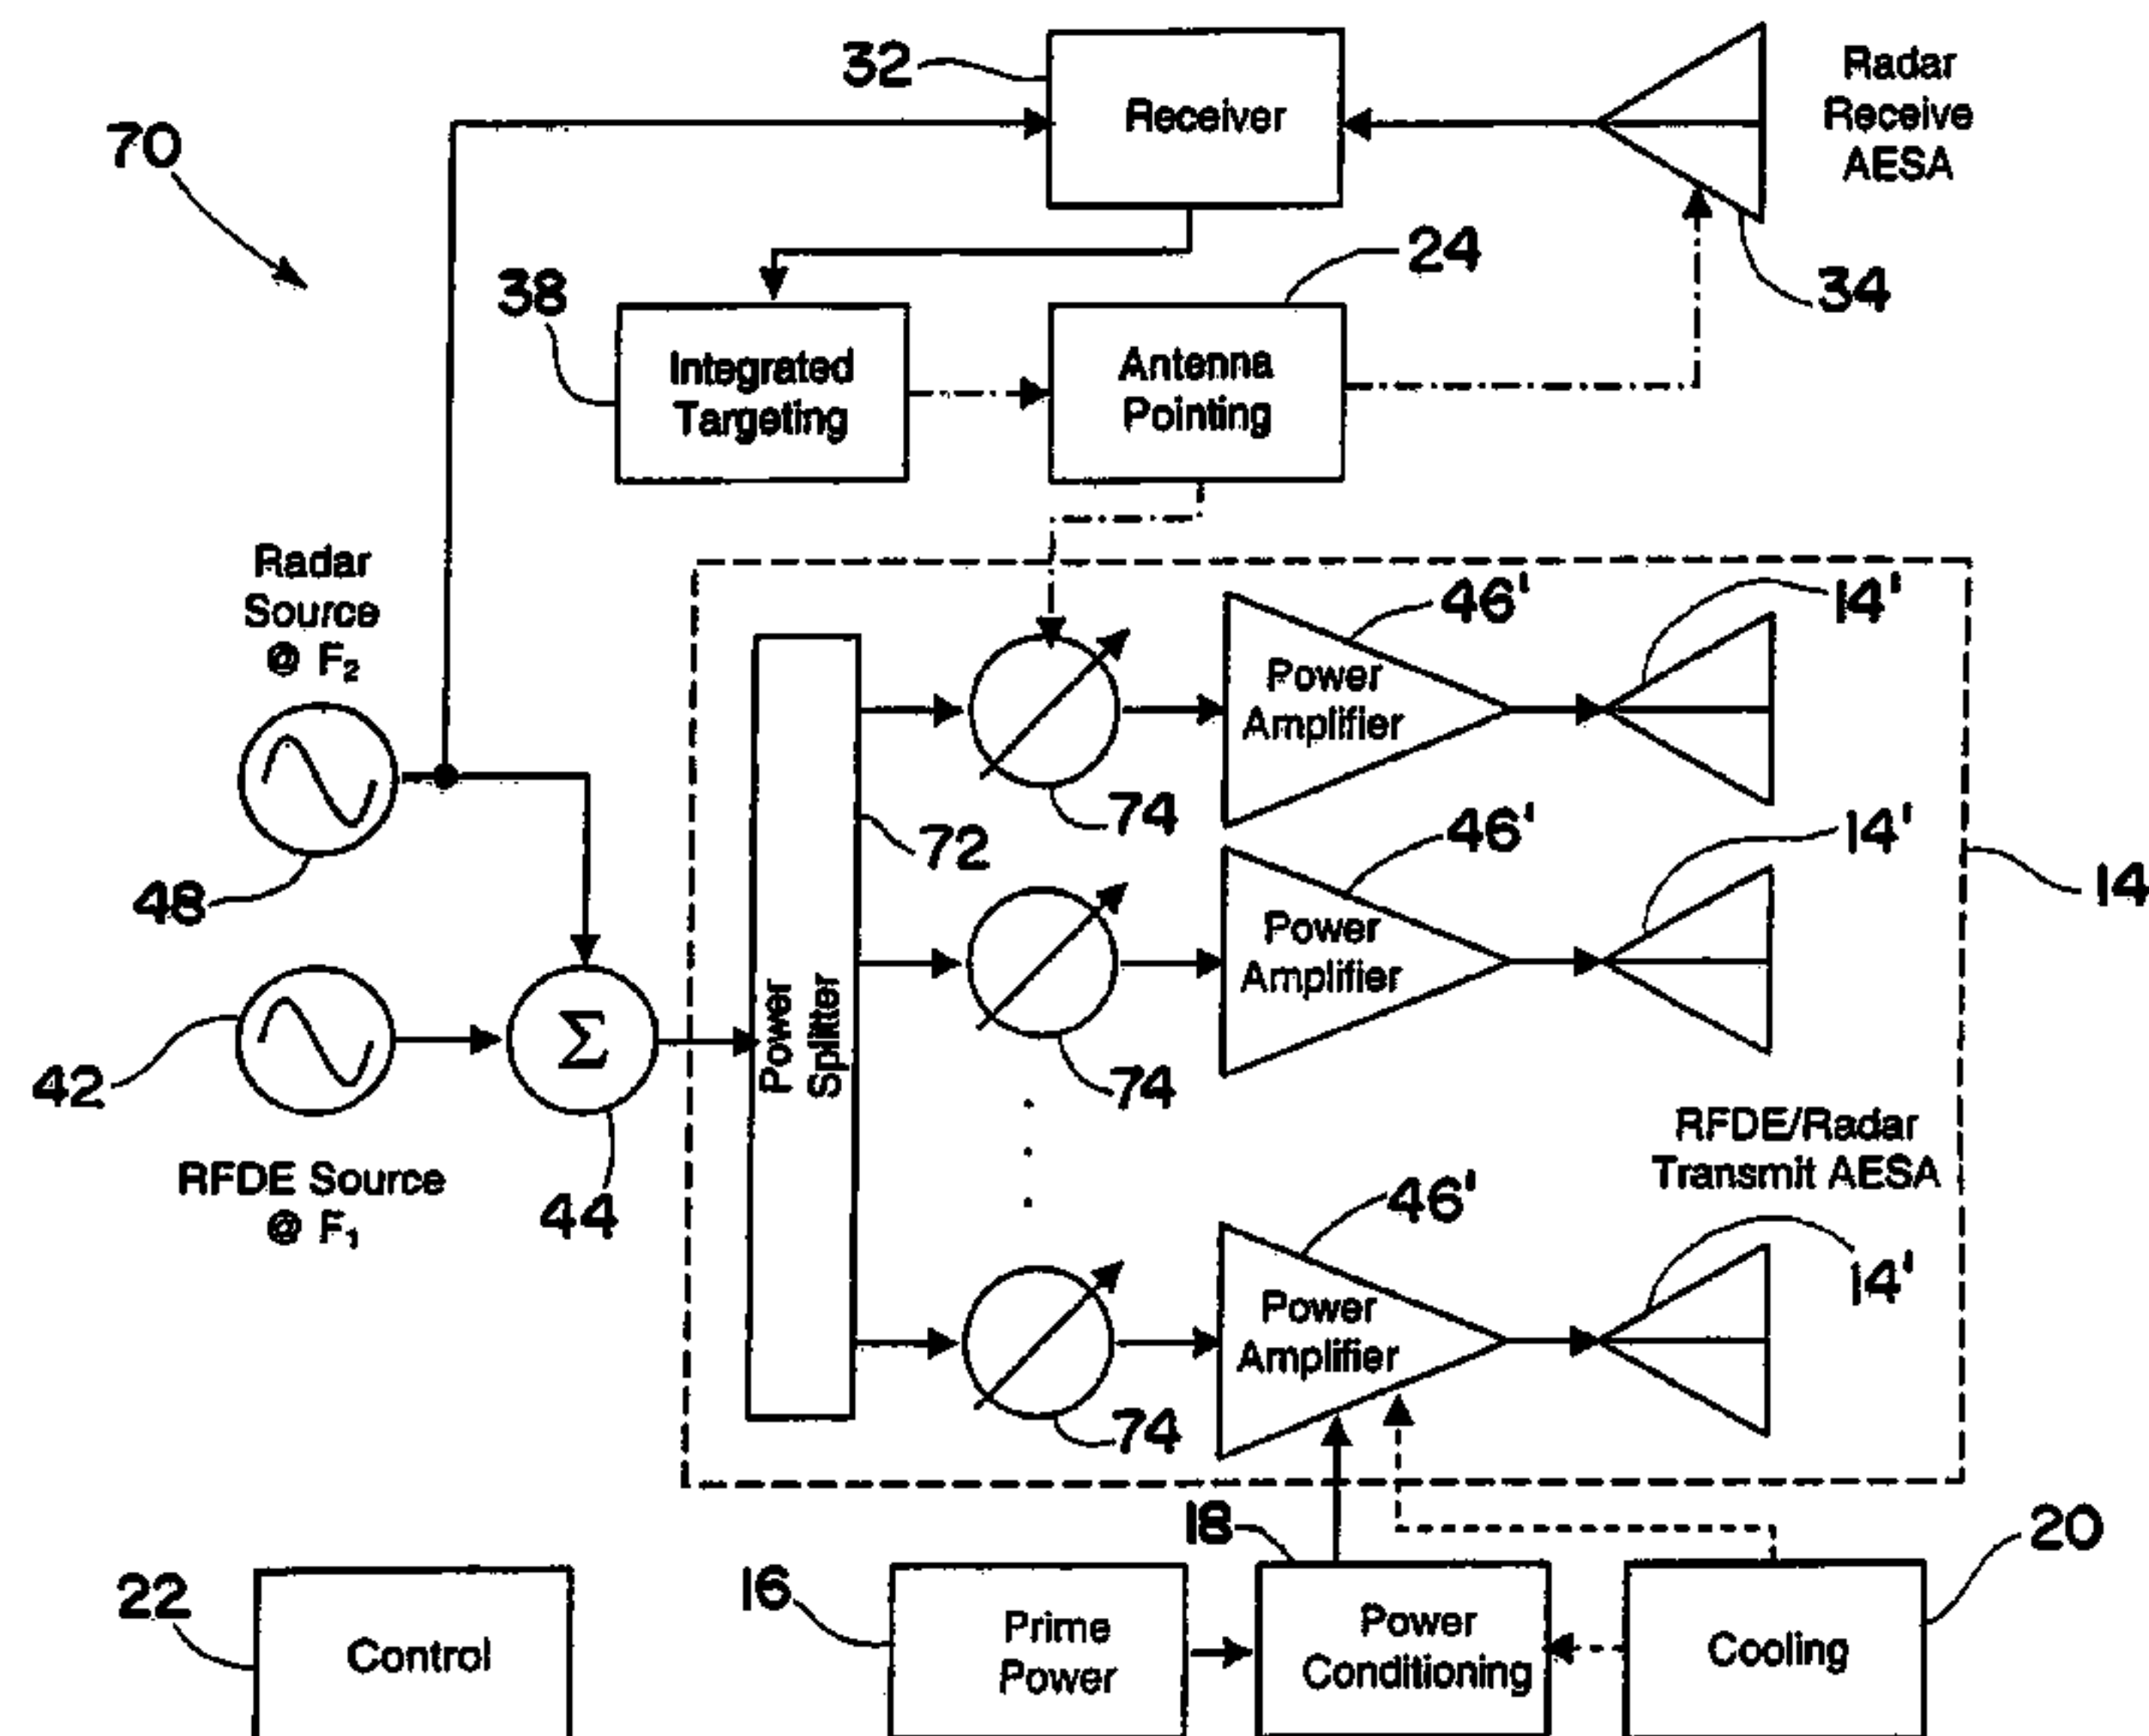 32
Receiver
Radar
Receive
AESA
70
24
38
34
Integrated
Targeting
Antenna
Pointing
Radar
Source
@ F₂
46'
14'
Power
Amplifier
74
72
48
46'
14'
14
Power
Amplifier
Power
Splitter
Σ
42
74
RFDE/Radar
Transmit AESA
RFDE Source
@ F₁
44
46'
14'
Power
Amplifier
74
18
20
22
16
Control
Prime
Power
Power
Conditioning
Cooling